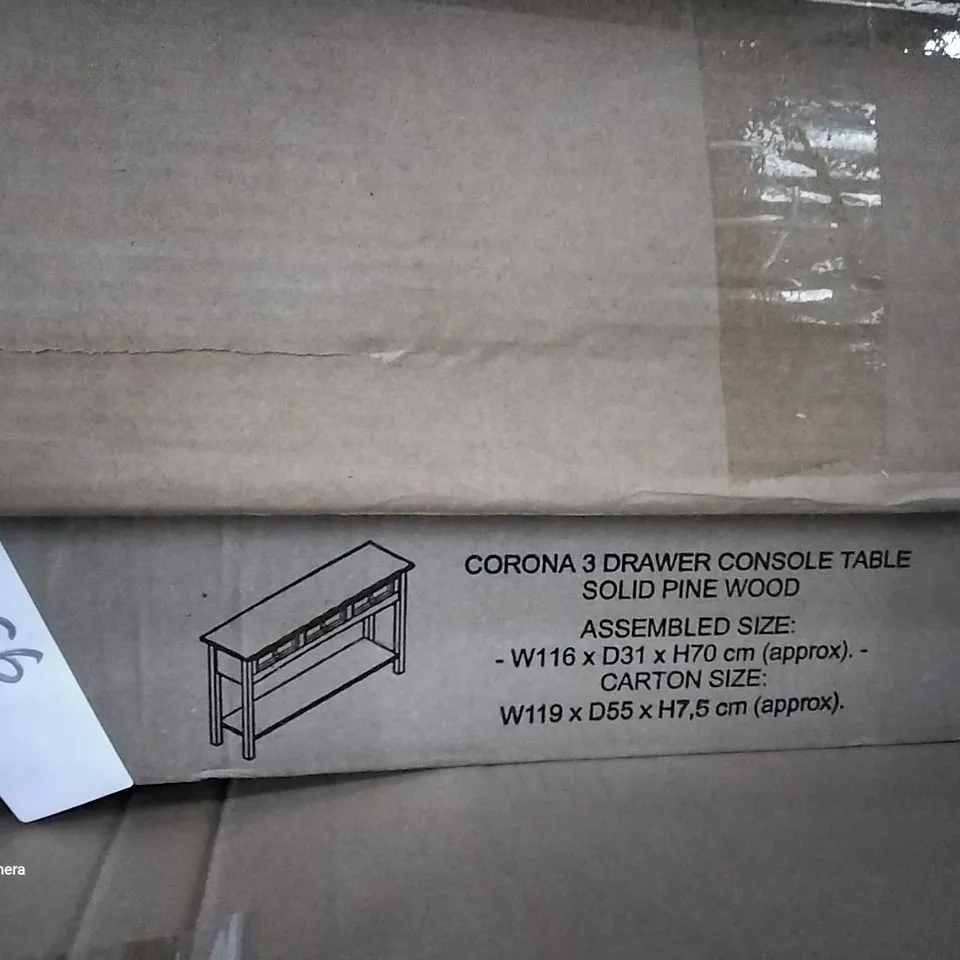 CORONA 3 DRAWER CONSOLE TABLE
SOLID PINE WOOD
ASSEMBLED SIZE:
- W116 x D31 x H70 cm (approx). -
CARTON SIZE:
W119 x D55 x H7,5 cm (approx).